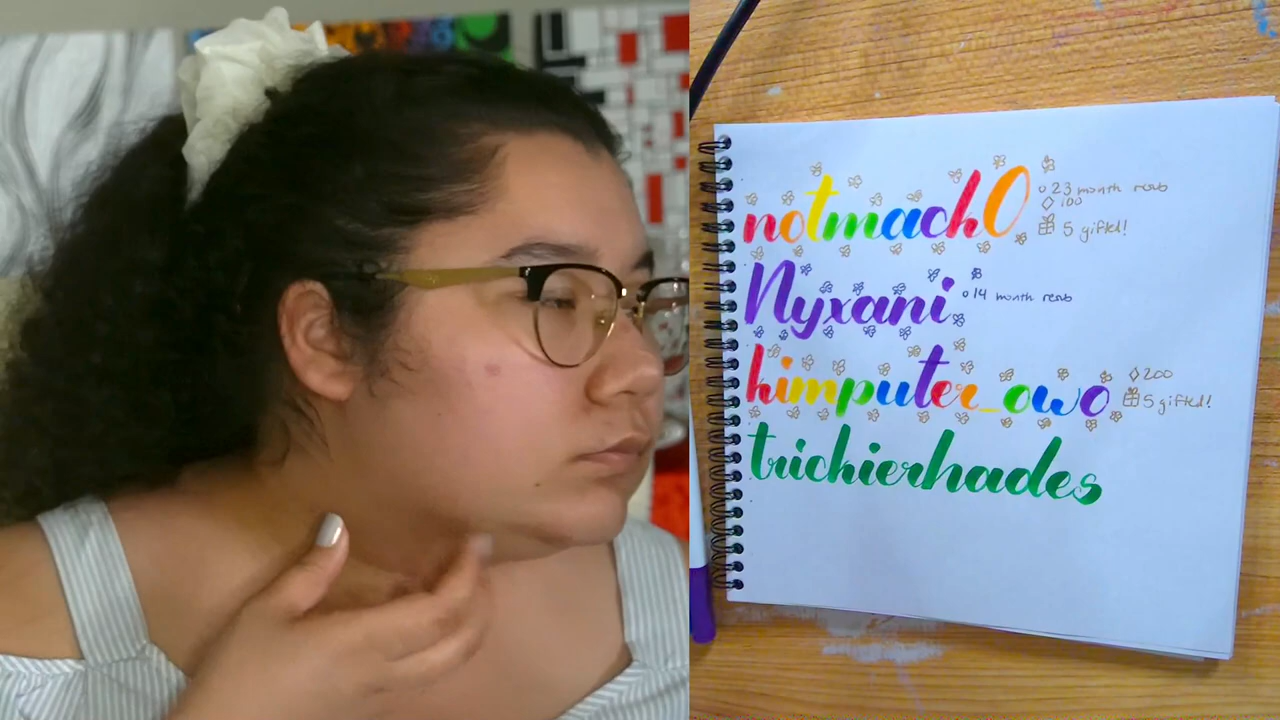 notmach0
23 month resub
100
5 gifted!
Nyxani
14 month resub
kimputer_owo
200
5 gifted!
trichierhades